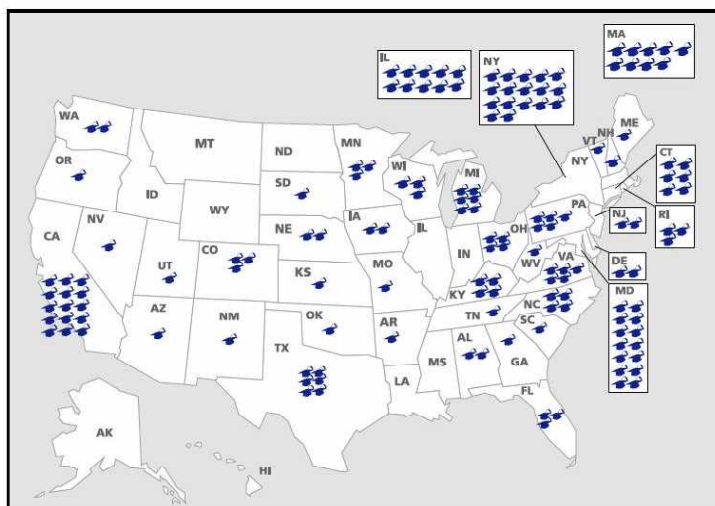 MA
IL
NY
WA
MT
ND
MN
ME
VT
NH
OR
ID
SD
WI
MI
NY
CT
WY
NV
NE
IA
PA
NJ
RI
CA
UT
CO
IL
IN
OH
WV
VA
DE
KS
MO
KY
MD
AZ
NM
OK
AR
TN
NC
SC
TX
MS
AL
GA
LA
FL
AK
HI